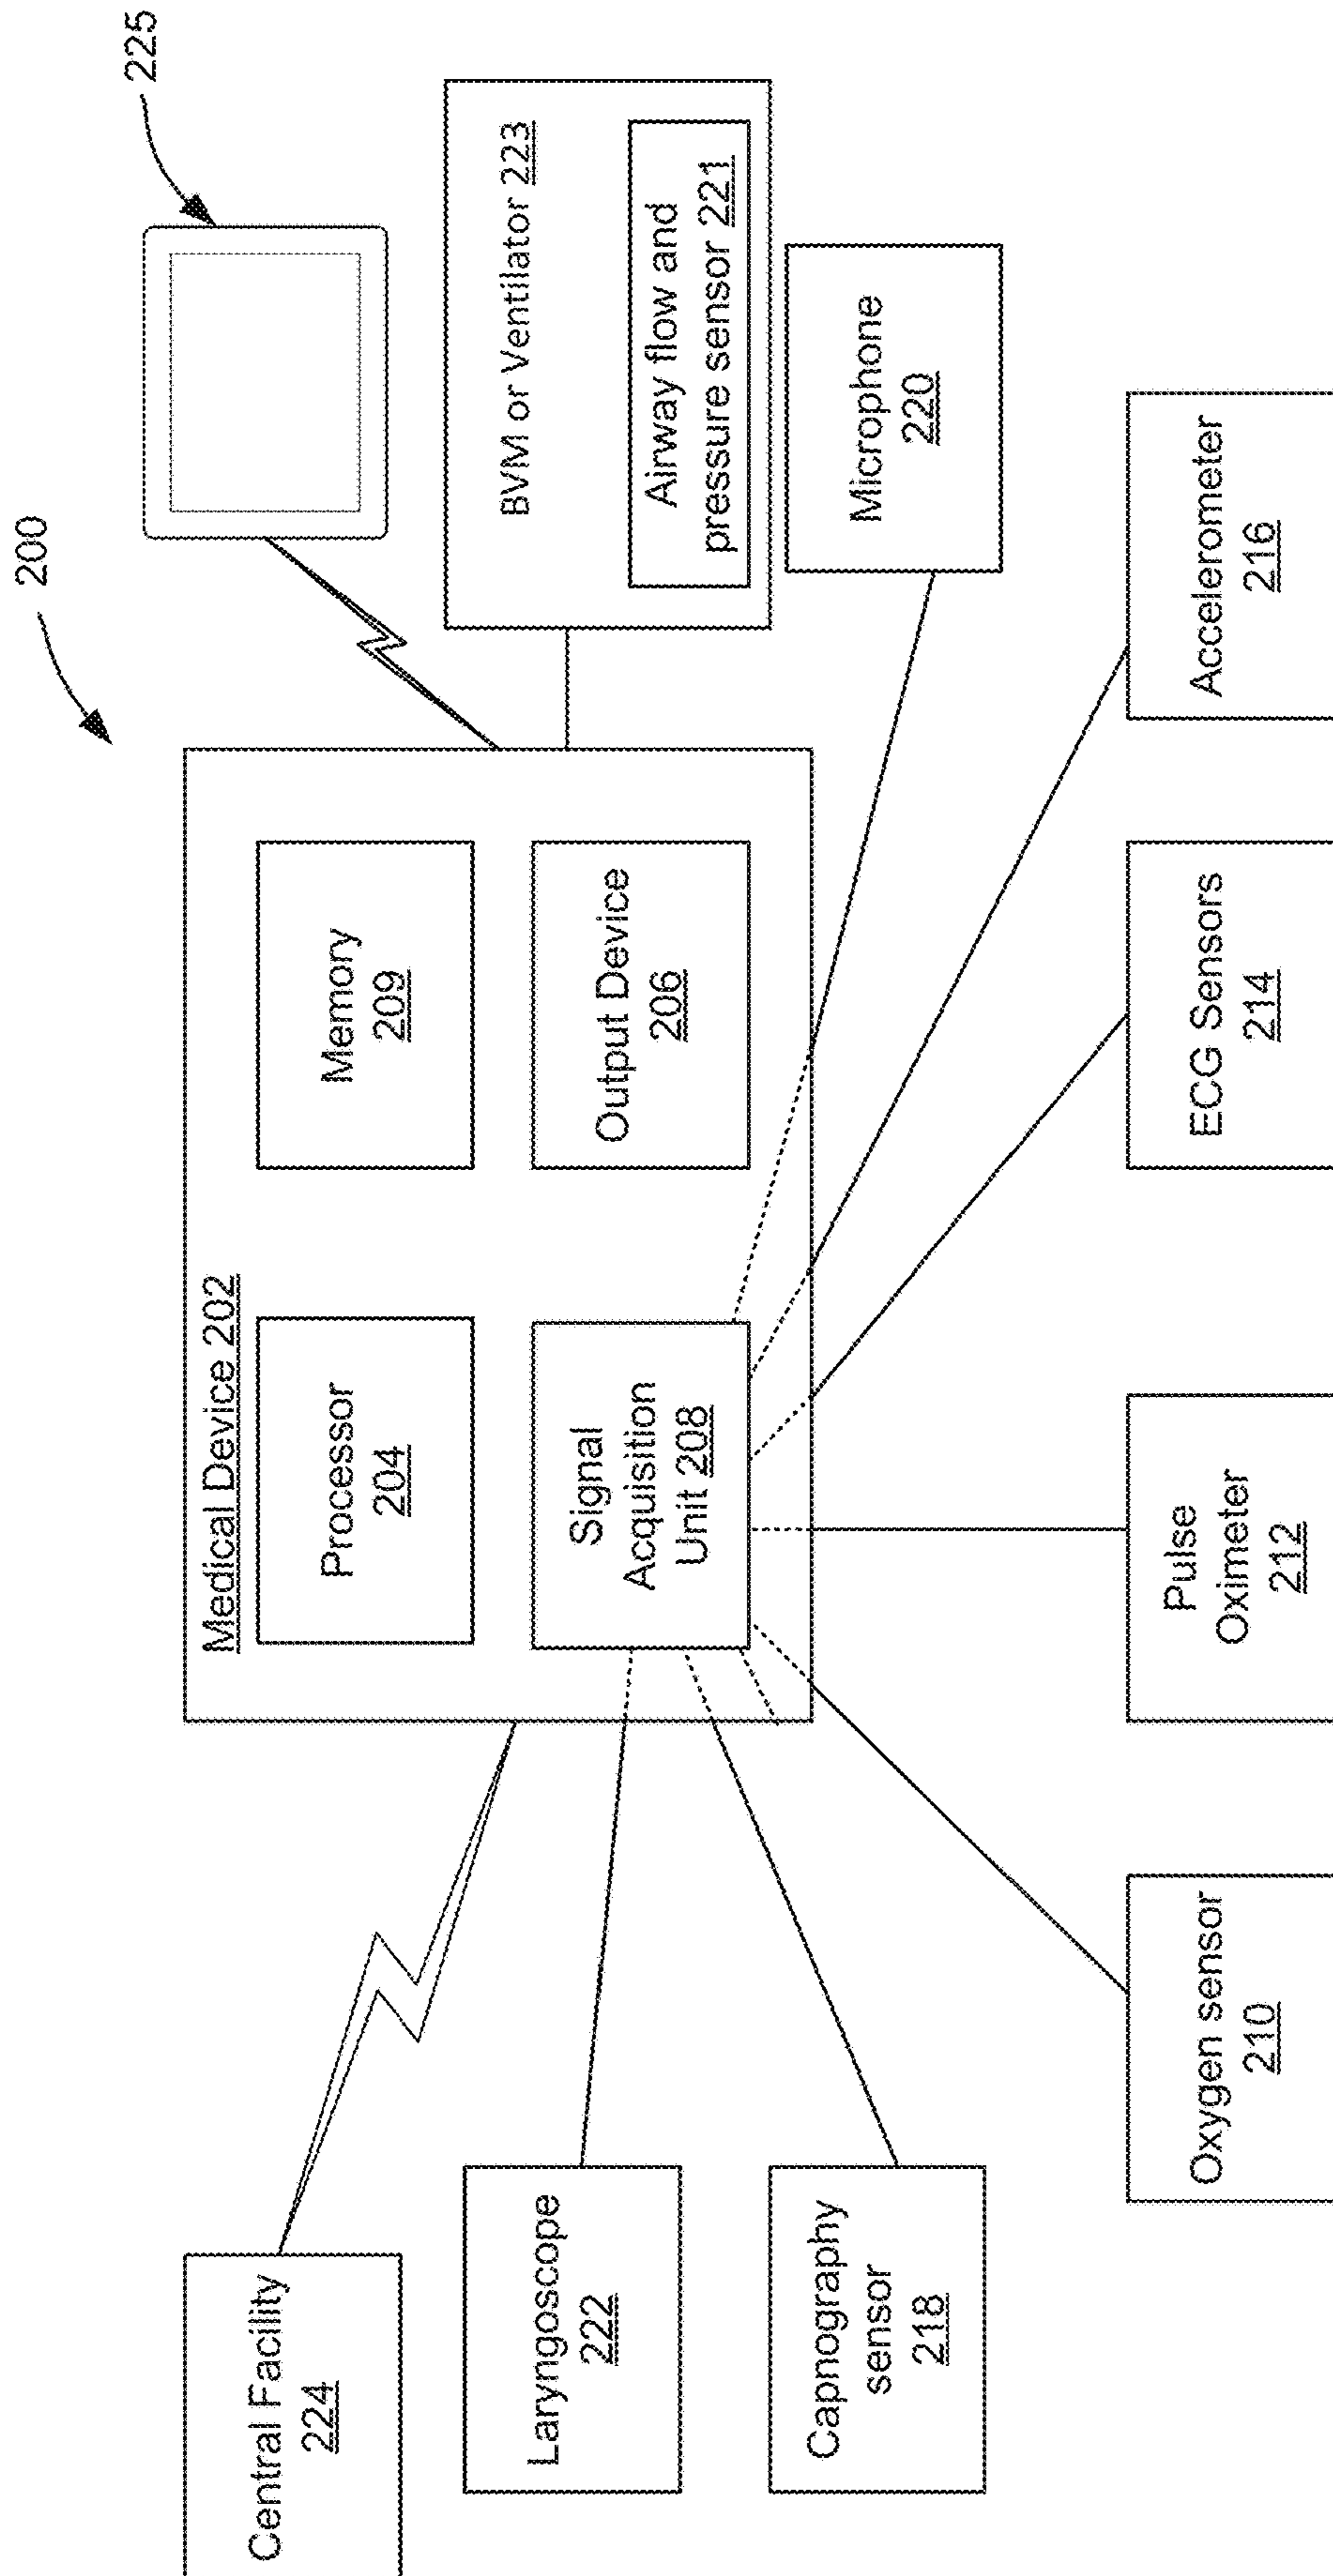 200
225
Central Facility
224
Medical Device 202
Processor
204
Memory
209
BVM or Ventilator 223
Airway flow and
pressure sensor 221
Laryngoscope
222
Signal
Acquisition
Unit 208
Output Device
206
Capnography
sensor
218
Microphone
220
Oxygen sensor
210
Pulse
Oximeter
212
ECG Sensors
214
Accelerometer
216